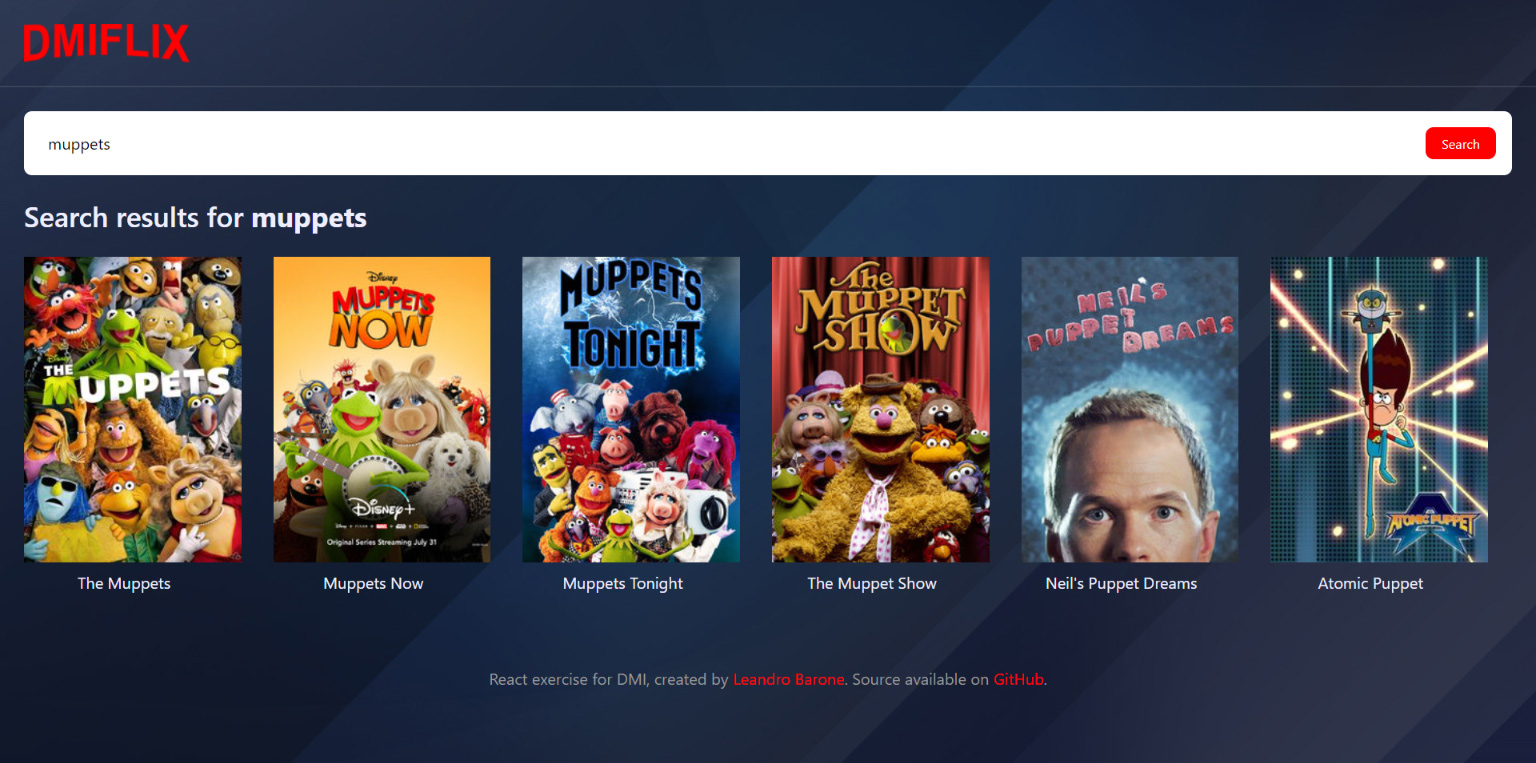 DMIFLIX
muppets
Search
Search results for muppets
Disney
THE
MUPPETS
Disney
MUPPETS
NOW
Disney+
Original Series Streaming July 31
MUPPETS
TONIGHT
The
MUPPET
SHOW
NEIL'S
PUPPET
DREAMS
ATOMIC PUPPET
The Muppets
Muppets Now
Muppets Tonight
The Muppet Show
Neil's Puppet Dreams
Atomic Puppet
React exercise for DMI, created by Leandro Barone. Source available on GitHub.